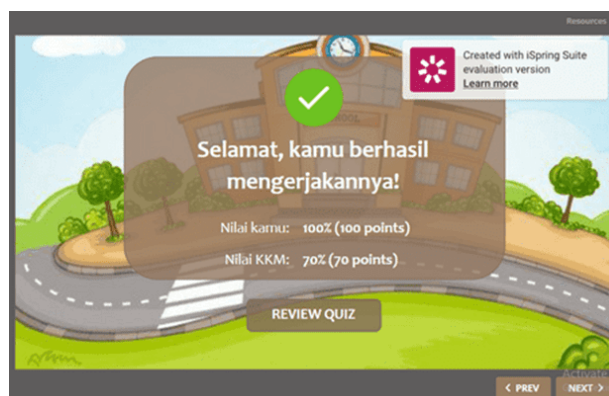 Resources
Created with iSpring Suite
evaluation version
Learn more
Selamat, kamu berhasil
mengerjakannya!
Nilai kamu: 100% (100 points)
Nilai KKM: 70% (70 points)
REVIEW QUIZ
Activate
< PREV
NEXT >